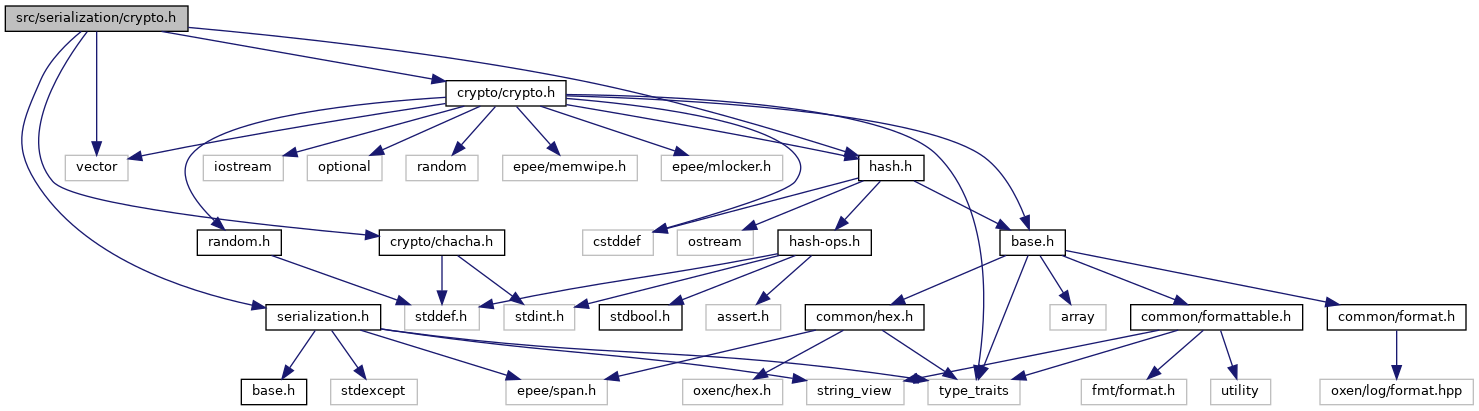 src/serialization/crypto.h
crypto/crypto.h
vector
iostream
optional
random
epee/memwipe.h
epee/mlocker.h
hash.h
random.h
crypto/chacha.h
cstddef
ostream
hash-ops.h
base.h
serialization.h
stddef.h
stdint.h
stdbool.h
assert.h
common/hex.h
array
common/formattable.h
common/format.h
base.h
stdexcept
epee/span.h
oxenc/hex.h
string_view
type_traits
fmt/format.h
utility
oxen/log/format.hpp